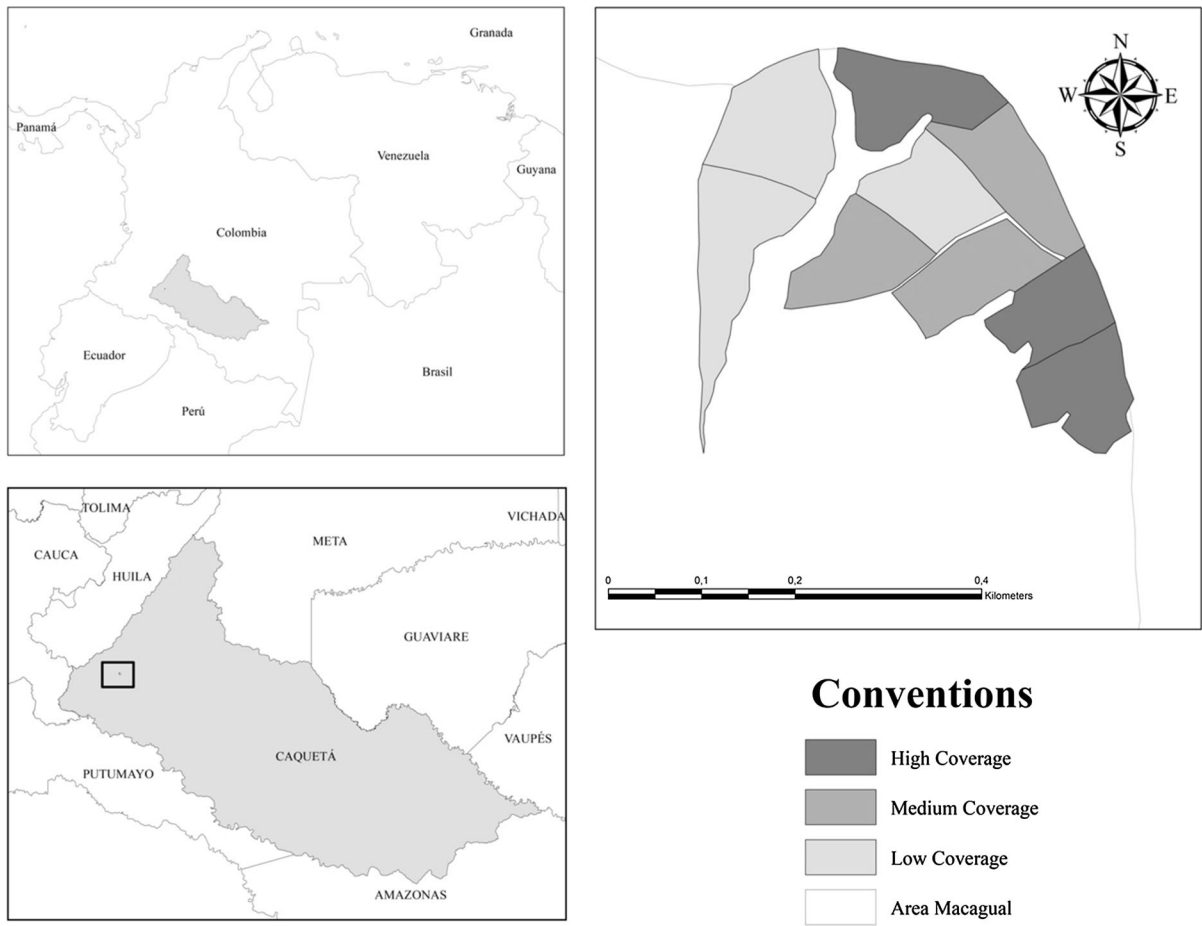 Granada
Panamá
Venezuela
Guyana
Colombia
Ecuador
Brasil
Perú
N
W E
S
0 0,1 0,2 0,4
Kilometers
TOLIMA
VICHADA
CAUCA
META
HUILA
GUAVIARE
VAUPÉS
CAQUETÁ
PUTUMAYO
AMAZONAS
Conventions
High Coverage
Medium Coverage
Low Coverage
Area Macagual